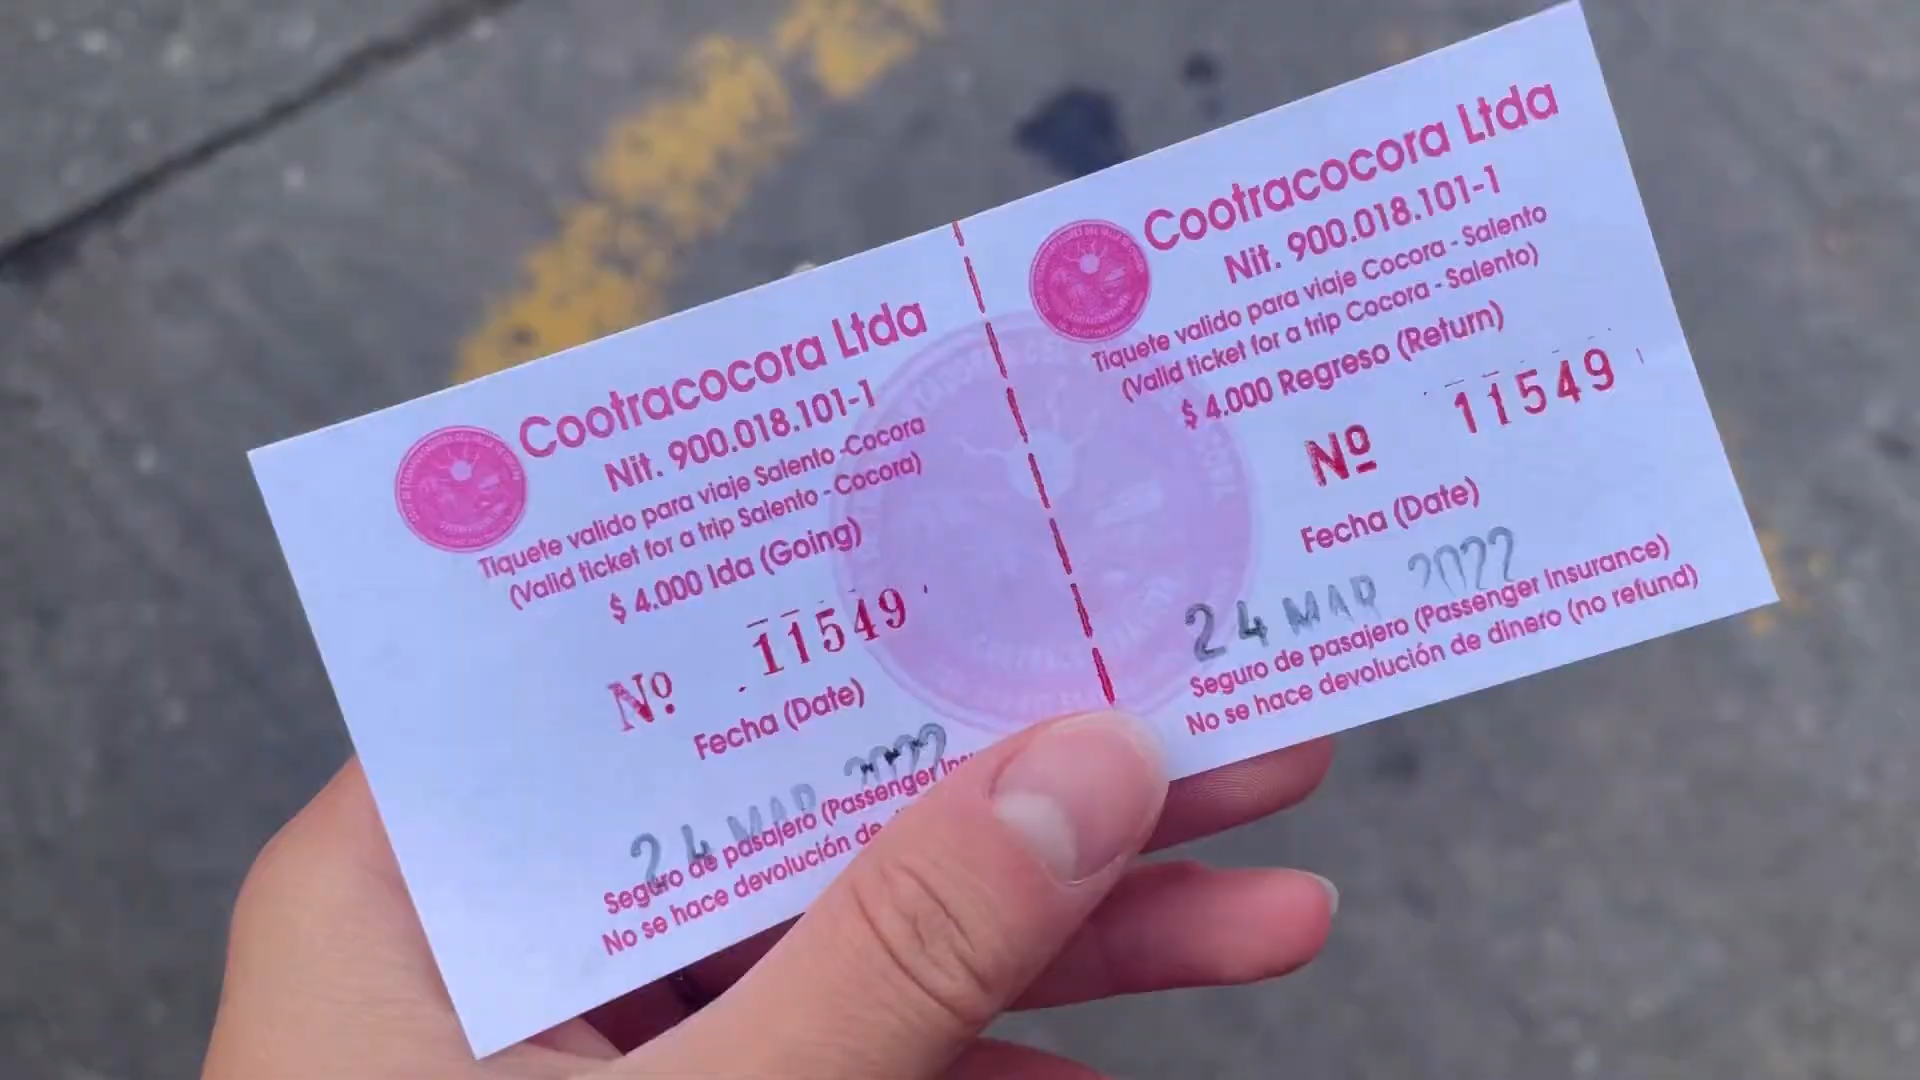 Cootracocora Ltda
Nit. 900.018.101-1
Tiquete valido para viaje Salento -Cocora
(Valid ticket for a trip Salento - Cocora)
$ 4.000 Ida (Going)
Nº 11549
Fecha (Date)
24 MAR 2022
Seguro de pasajero (Passenger
No se hace devolución de
Cootracocora Ltda
Nit. 900.018.101-1
Tiquete valido para viaje Cocora - Salento
(Valid ticket for a trip Cocora - Salento)
$ 4.000 Regreso (Return)
Nº 11549
Fecha (Date)
24 MAR 2022
Seguro de pasajero (Passenger Insurance)
No se hace devolución de dinero (no refund)